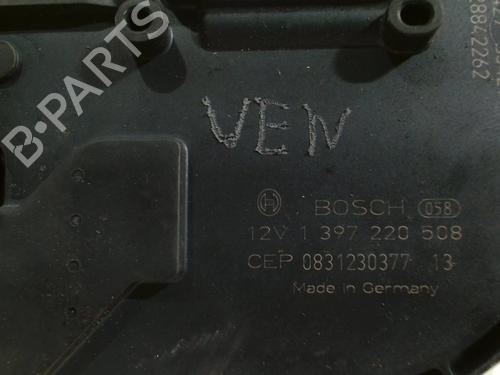 B-PARTS
VEN
BOSCH 058
12V 1 397 220 508
CEP 0831230377 13
Made in Germany